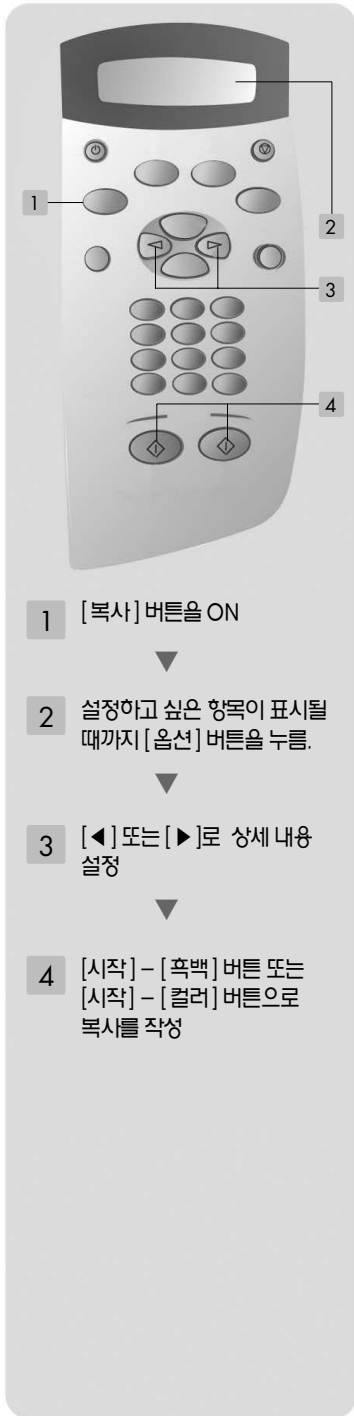 1
2
3
4
1 [복사] 버튼을 ON
▼
2 설정하고 싶은 항목이 표시될
때까지 [옵션] 버튼을 누름.
▼
3 [◀] 또는 [▶]로 상세 내용
설정
▼
4 [시작] – [흑백] 버튼 또는
[시작] – [컬러] 버튼으로
복사를 작성